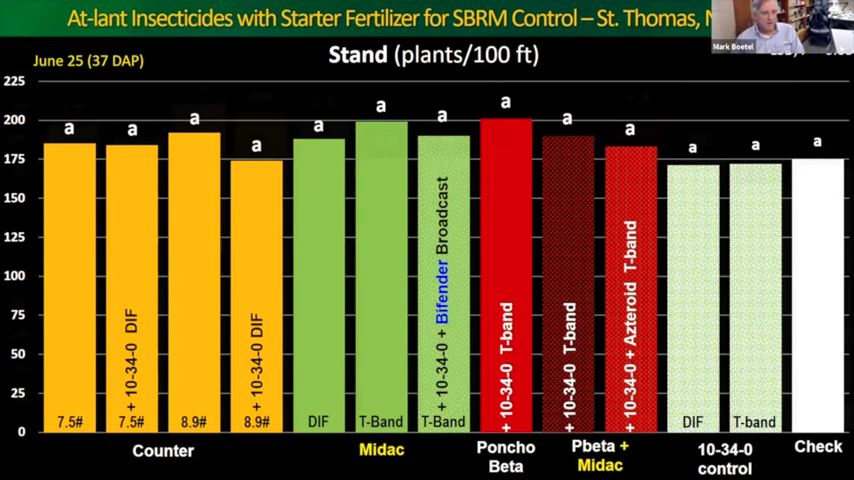 At-lant Insecticides with Starter Fertilizer for SBRM Control – St. Thomas,
Mark Boetel
June 25 (37 DAP)
Stand (plants/100 ft)
225
200
175
150
125
100
75
50
25
0
a a a a a a a a a a a a a
+ 10-34-0 DIF
+ 10-34-0 DIF
+ 10-34-0 + Bifender Broadcast
+ 10-34-0 T-band
+ 10-34-0 T-band
+ 10-34-0 + Azteroid T-band
7.5# 7.5# 8.9# 8.9# DIF T-Band T-Band DIF T-band
Counter
Midac
Poncho
Beta
Pbeta +
Midac
10-34-0
control
Check